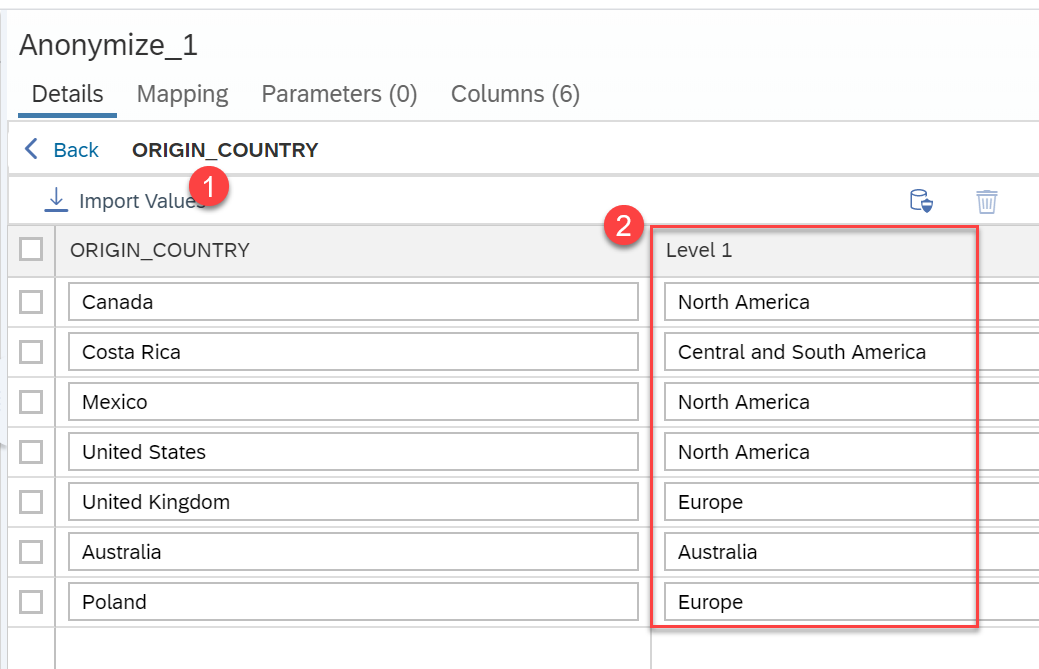 Anonymize_1
Details Mapping Parameters (0) Columns (6)
Back ORIGIN_COUNTRY
1
Import Values
2
ORIGIN_COUNTRY Level 1
Canada North America
Costa Rica Central and South America
Mexico North America
United States North America
United Kingdom Europe
Australia Australia
Poland Europe